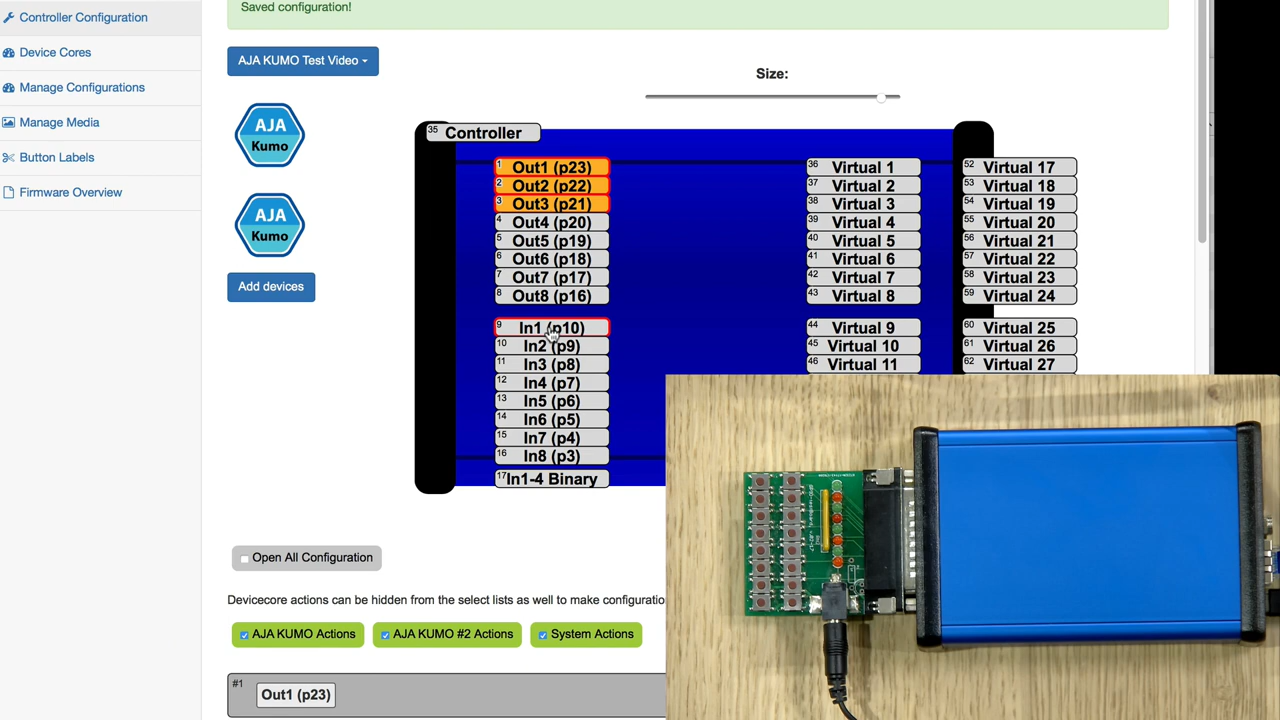 Saved configuration!
Controller Configuration
Device Cores
Manage Configurations
Manage Media
Button Labels
Firmware Overview
AJA KUMO Test Video
Size:
AJA
Kumo
AJA
Kumo
Add devices
35 Controller
1 Out1 (p23)
2 Out2 (p22)
3 Out3 (p21)
4 Out4 (p20)
5 Out5 (p19)
6 Out6 (p18)
7 Out7 (p17)
8 Out8 (p16)
9 In1 (p10)
10 In2 (p9)
11 In3 (p8)
12 In4 (p7)
13 In5 (p6)
14 In6 (p5)
15 In7 (p4)
16 In8 (p3)
17 In1-4 Binary
36 Virtual 1
37 Virtual 2
38 Virtual 3
39 Virtual 4
40 Virtual 5
41 Virtual 6
42 Virtual 7
43 Virtual 8
44 Virtual 9
45 Virtual 10
46 Virtual 11
52 Virtual 17
53 Virtual 18
54 Virtual 19
55 Virtual 20
56 Virtual 21
57 Virtual 22
58 Virtual 23
59 Virtual 24
60 Virtual 25
61 Virtual 26
62 Virtual 27
Open All Configuration
Devicecore actions can be hidden from the select lists as well to make configuratio
AJA KUMO Actions
AJA KUMO #2 Actions
System Actions
#1 Out1 (p23)